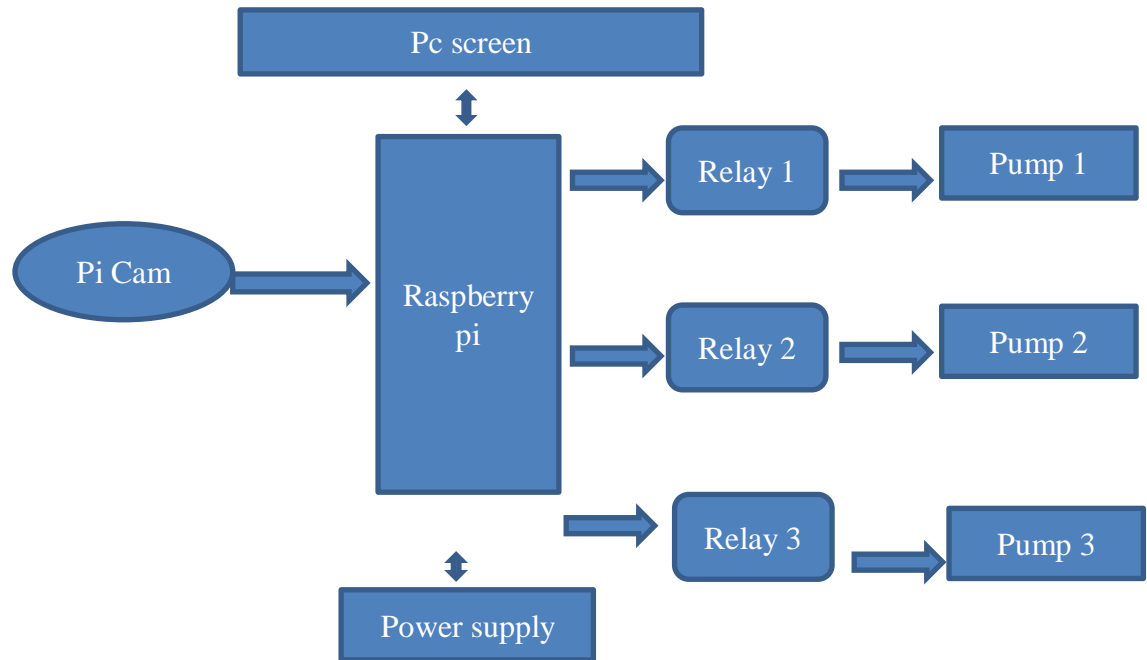 Pc screen
Relay 1
Pump 1
Pi Cam
Raspberry
pi
Relay 2
Pump 2
Relay 3
Pump 3
Power supply